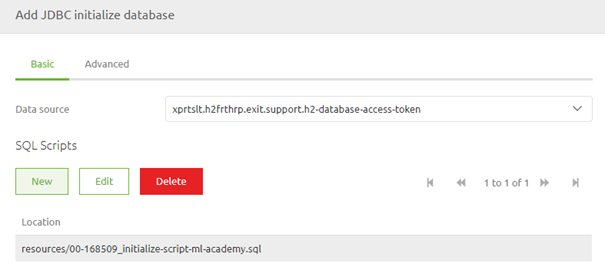 Add JDBC initialize database
Basic Advanced
Data source xprtslt.h2frthrp.exit.support.h2-database-access-token
SQL Scripts
New Edit Delete 1 to 1 of 1
Location
resources/00-168509_initialize-script-ml-academy.sql